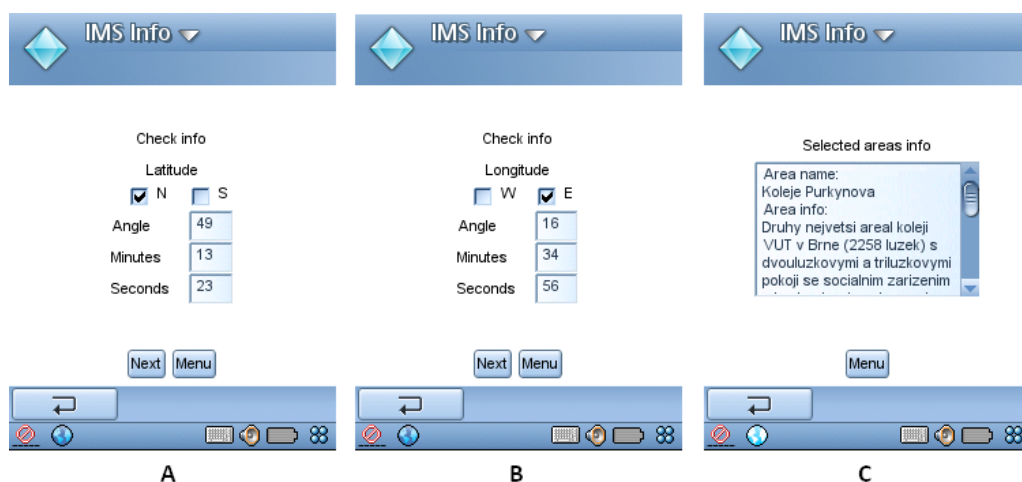 IMS Info
Check info
Latitude
N S
Angle 49
Minutes 13
Seconds 23
Next Menu
A
IMS Info
Check info
Longitude
W E
Angle 16
Minutes 34
Seconds 56
Next Menu
B
IMS Info
Selected areas info
Area name:
Koleje Purkynova
Area info:
Druhy nejvetsi areal koleji
VUT v Brne (2258 luzek) s
dvouluzkovymi a triluzkovymi
pokoji se socialnim zarizenim
Menu
C